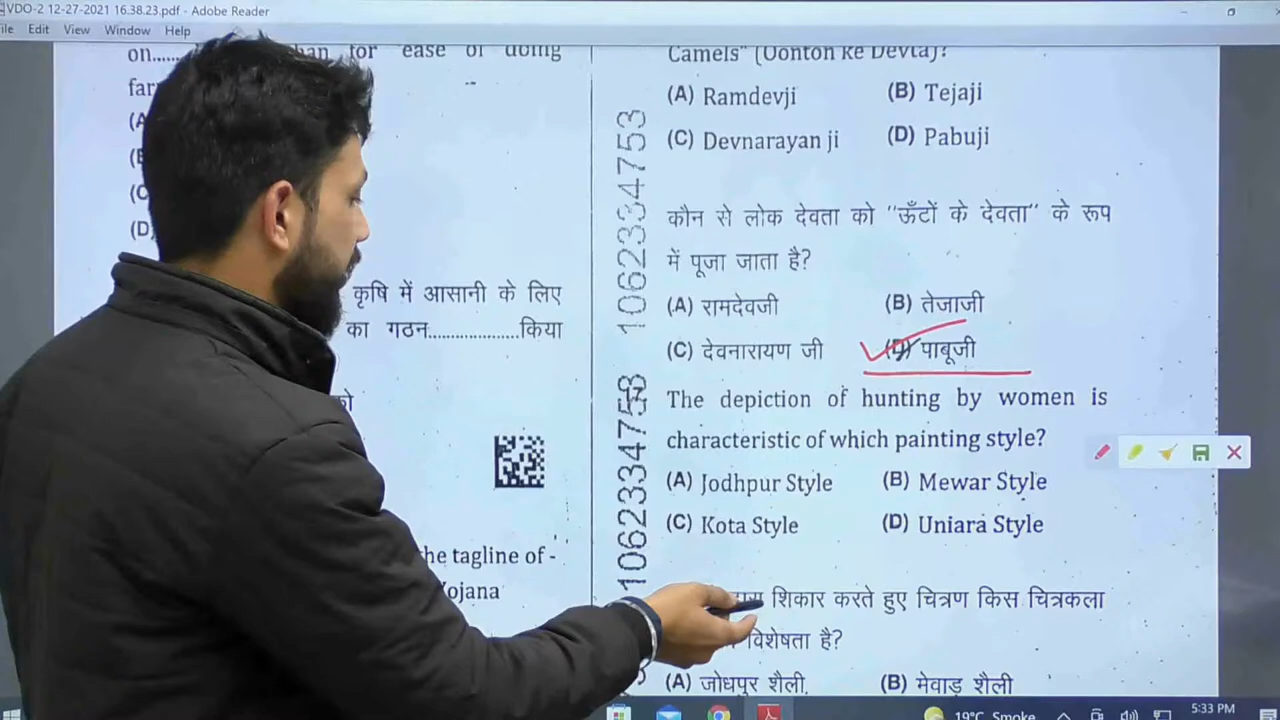 VDO-2 12-27-2021 16.38.23.pdf - Adobe Reader
Edit View Window Help
on...... for ease of doing
(A
(B
(C
(D)
कृषि में आसानी के लिए
का गठन...................किया
he tagline of -
Yojana
Camels" (Oonton ke Devta)?
(A) Ramdevji (B) Tejaji
(C) Devnarayan ji (D) Pabuji
कौन से लोक देवता को "ऊँटों के देवता" के रूप
में पूजा जाता है?
(A) रामदेवजी (B) तेजाजी
(C) देवनारायण जी (D) पाबूजी
17 The depiction of hunting by women is
characteristic of which painting style?
(A) Jodhpur Style (B) Mewar Style
(C) Kota Style (D) Uniara Style
शिकार करते हुए चित्रण किस चित्रकला
विशेषता है?
(A) जोधपुर शैली (B) मेवाड़ शैली
1062334753
1062334753
19°C Smoke
5:33 PM